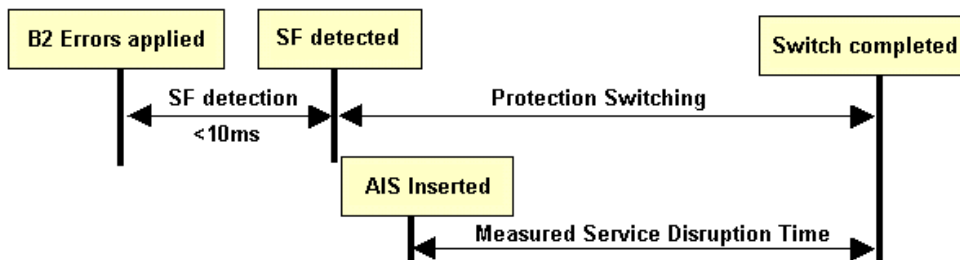 B2 Errors applied
SF detected
Switch completed
SF detection
<10ms
Protection Switching
AIS Inserted
Measured Service Disruption Time